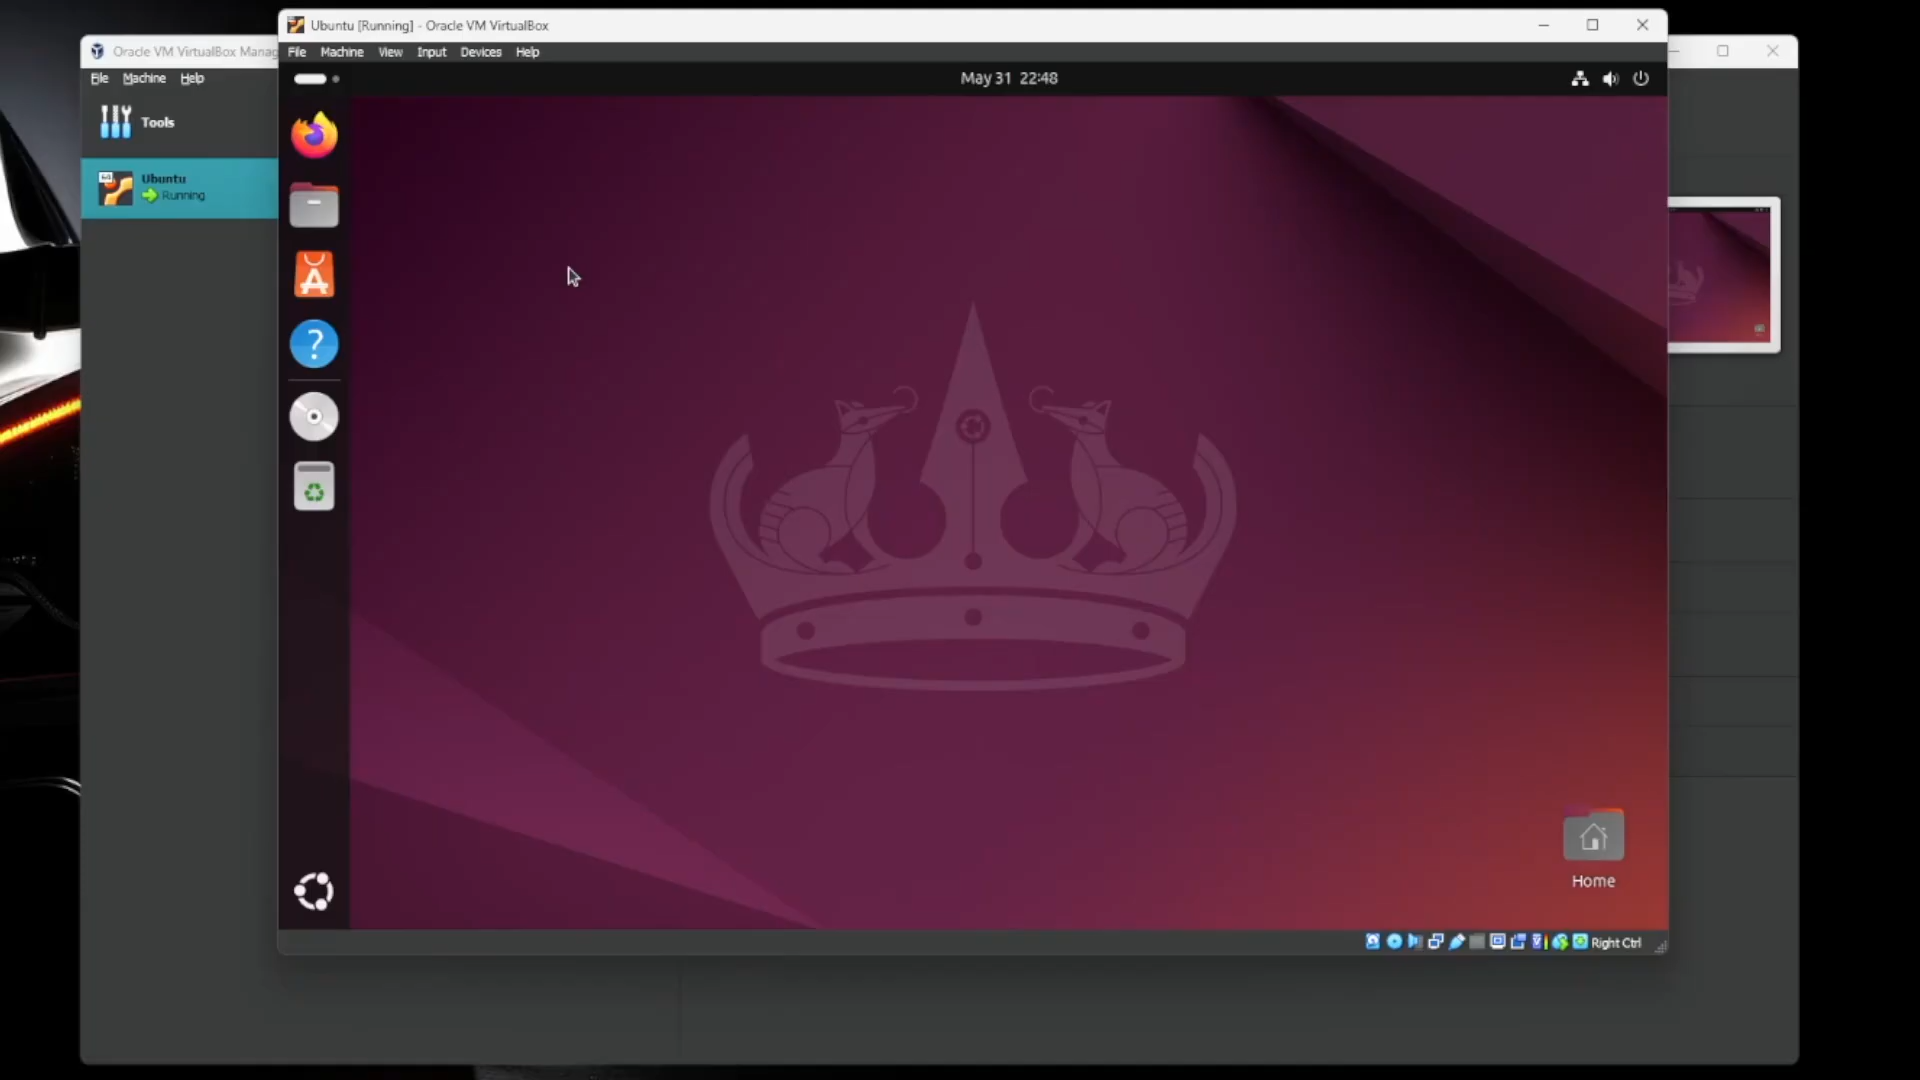 Ubuntu [Running] - Oracle VM VirtualBox
File Machine View Input Devices Help
Oracle VM VirtualBox Manag
File Machine Help
May 31 22:48
Tools
Ubuntu
Running
Home
Right Ctrl